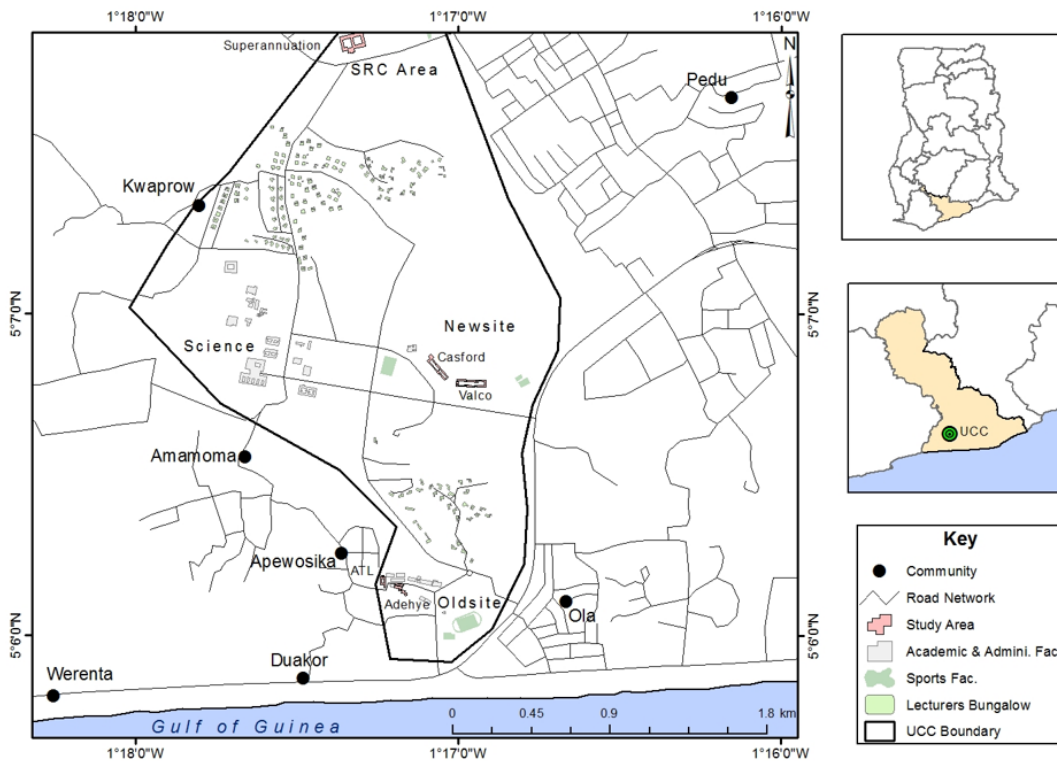 1°18'0"W
1°17'0"W
1°16'0"W
Superannuation
SRC Area
N
Pedu
Kwaprow
5°7'0"N
5°7'0"N
Newsite
Science
Casford
Valco
Amamoma
UCC
Apewosika
ATL
Adehye
Oldsite
Ola
5°6'0"N
5°6'0"N
Duakor
Werenta
Gulf of Guinea
0 0.45 0.9 1.8 km
1°18'0"W
1°17'0"W
1°16'0"W
Key
Community
Road Network
Study Area
Academic & Admini. Fac
Sports Fac.
Lecturers Bungalow
UCC Boundary